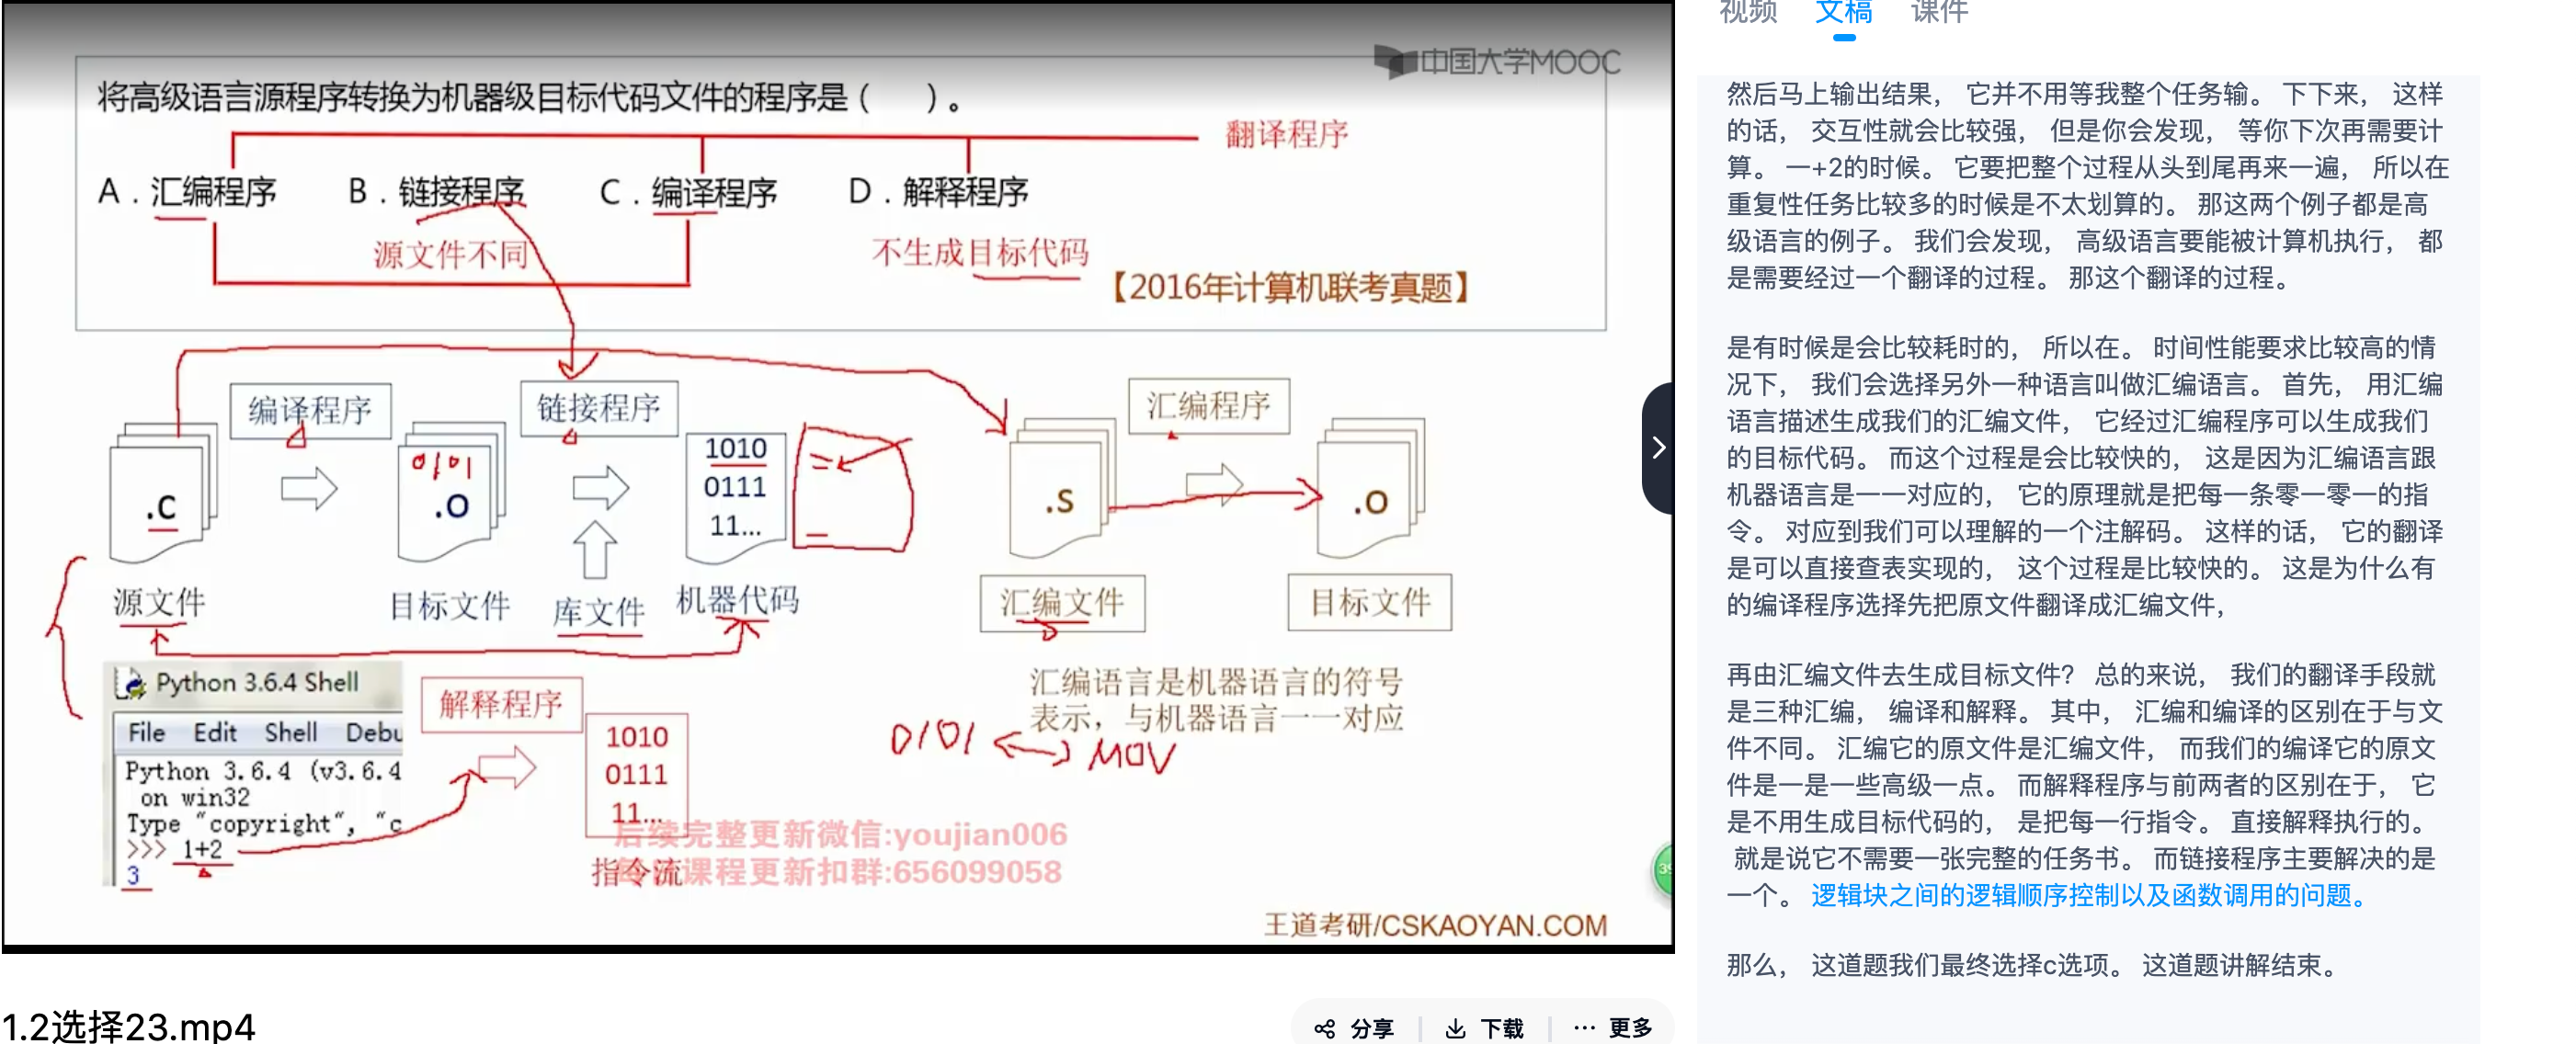 中国大学MOOC
将高级语言源程序转换为机器级目标代码文件的程序是（ ）。
翻译程序
A．汇编程序 B．链接程序 C．编译程序 D．解释程序
源文件不同
不生成目标代码
【2016年计算机联考真题】
编译程序
链接程序
汇编程序
.c
0101
.o
1010
0111
11...
.s
.o
源文件
目标文件
库文件
机器代码
汇编文件
目标文件
汇编语言是机器语言的符号
表示，与机器语言一一对应
0101
MOV
Python 3.6.4 Shell
File Edit Shell Debu
Python 3.6.4 (v3.6.4
on win32
Type "copyright", "c
>>> 1+2
3
解释程序
1010
0111
11...
指令流
后续完整更新微信:youjian006
课程更新扣群:656099058
王道考研/CSKAOYAN.COM
1.2选择23.mp4
分享
下载
更多
视频 文稿 课件
然后马上输出结果， 它并不用等我整个任务输。 下下来， 这样
的话， 交互性就会比较强， 但是你会发现， 等你下次再需要计
算。 一+2的时候。 它要把整个过程从头到尾再来一遍， 所以在
重复性任务比较多的时候是不太划算的。 那这两个例子都是高
级语言的例子。 我们会发现， 高级语言要能被计算机执行， 都
是需要经过一个翻译的过程。 那这个翻译的过程。
是有时候是会比较耗时的， 所以在。 时间性能要求比较高的情
况下， 我们会选择另外一种语言叫做汇编语言。 首先， 用汇编
语言描述生成我们的汇编文件， 它经过汇编程序可以生成我们
的目标代码。 而这个过程是会比较快的， 这是因为汇编语言跟
机器语言是一一对应的， 它的原理就是把每一条零一零一的指
令。 对应到我们可以理解的一个注解码。 这样的话， 它的翻译
是可以直接查表实现的， 这个过程是比较快的。 这是为什么有
的编译程序选择先把原文件翻译成汇编文件，
再由汇编文件去生成目标文件？ 总的来说， 我们的翻译手段就
是三种汇编， 编译和解释。 其中， 汇编和编译的区别在于与文
件不同。 汇编它的原文件是汇编文件， 而我们的编译它的原文
件是一是一些高级一点。 而解释程序与前两者的区别在于， 它
是不用生成目标代码的， 是把每一行指令。 直接解释执行的。
就是说它不需要一张完整的任务书。 而链接程序主要解决的是
一个。 逻辑块之间的逻辑顺序控制以及函数调用的问题。
那么， 这道题我们最终选择c选项。 这道题讲解结束。